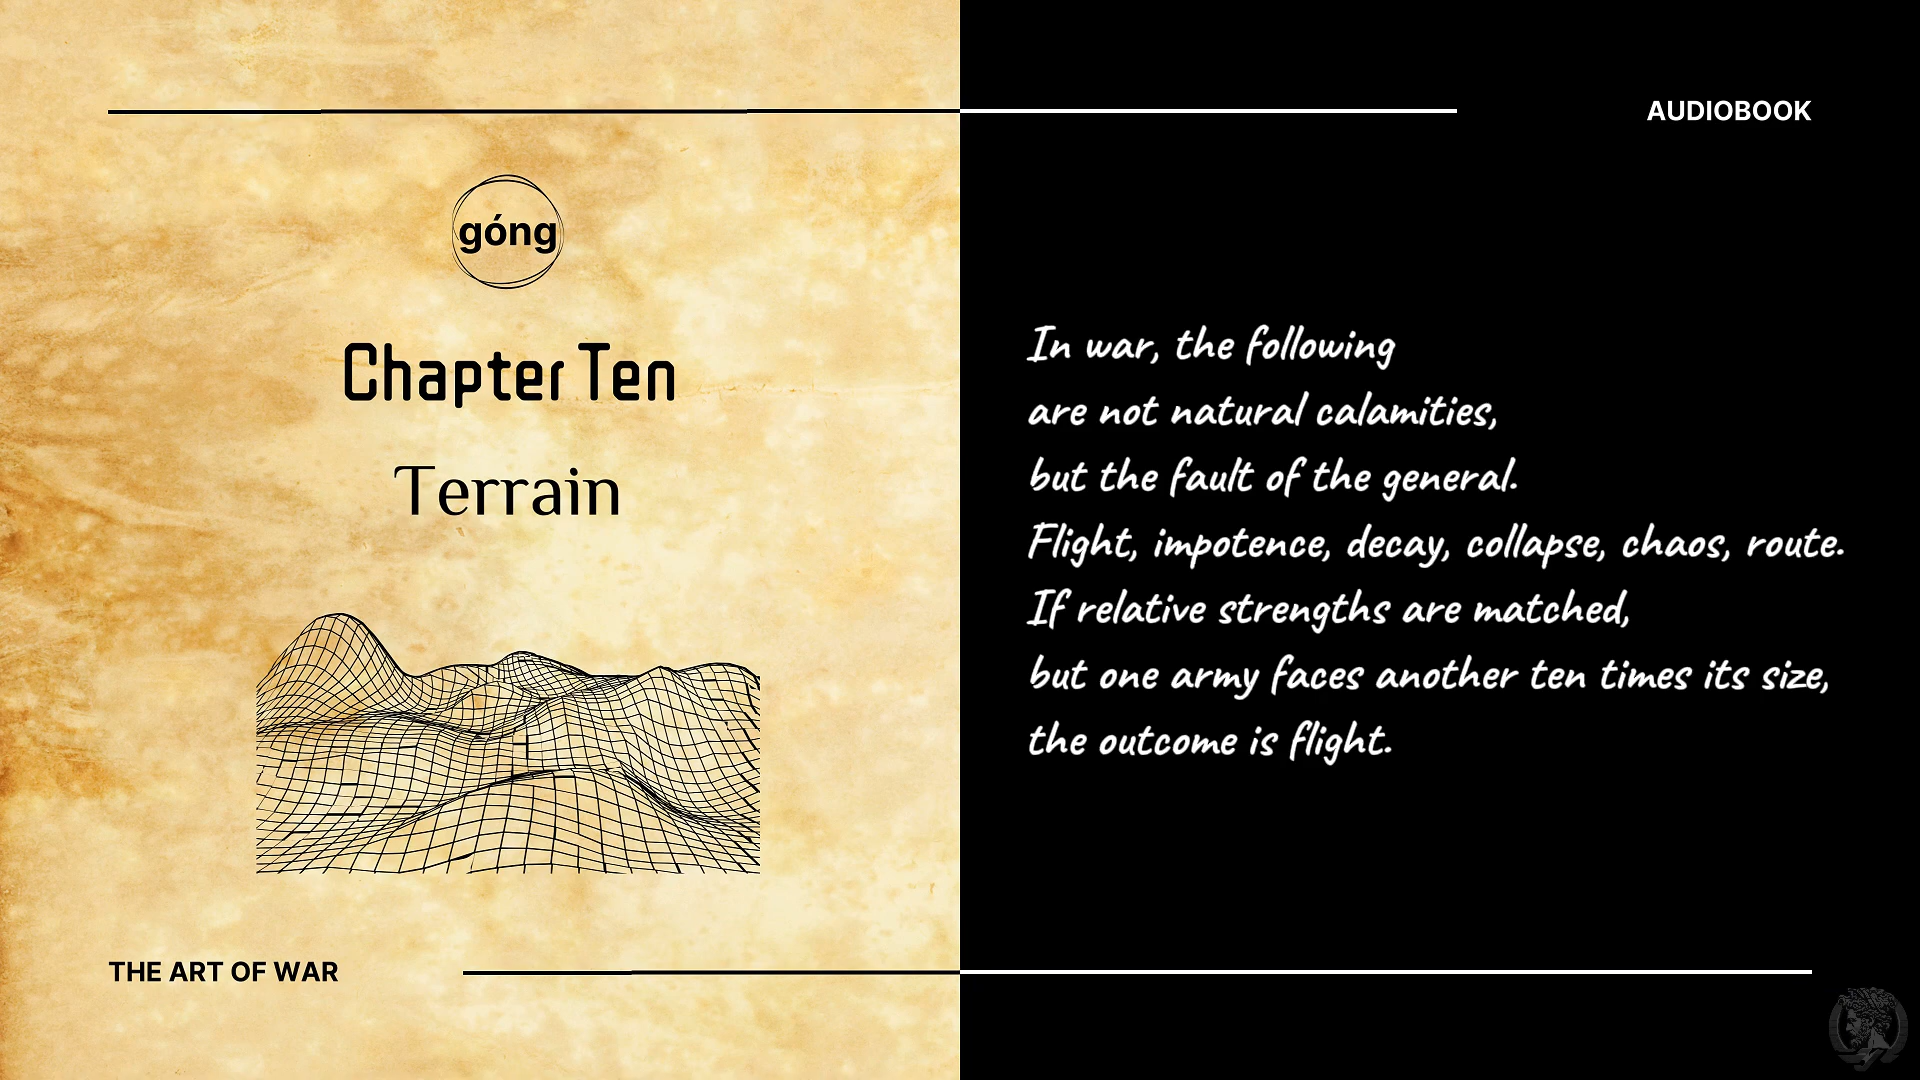 AUDIOBOOK
góng
Chapter Ten
Terrain
In war, the following
are not natural calamities,
but the fault of the general.
Flight, impotence, decay, collapse, chaos, route.
If relative strengths are matched,
but one army faces another ten times its size,
the outcome is flight.
THE ART OF WAR